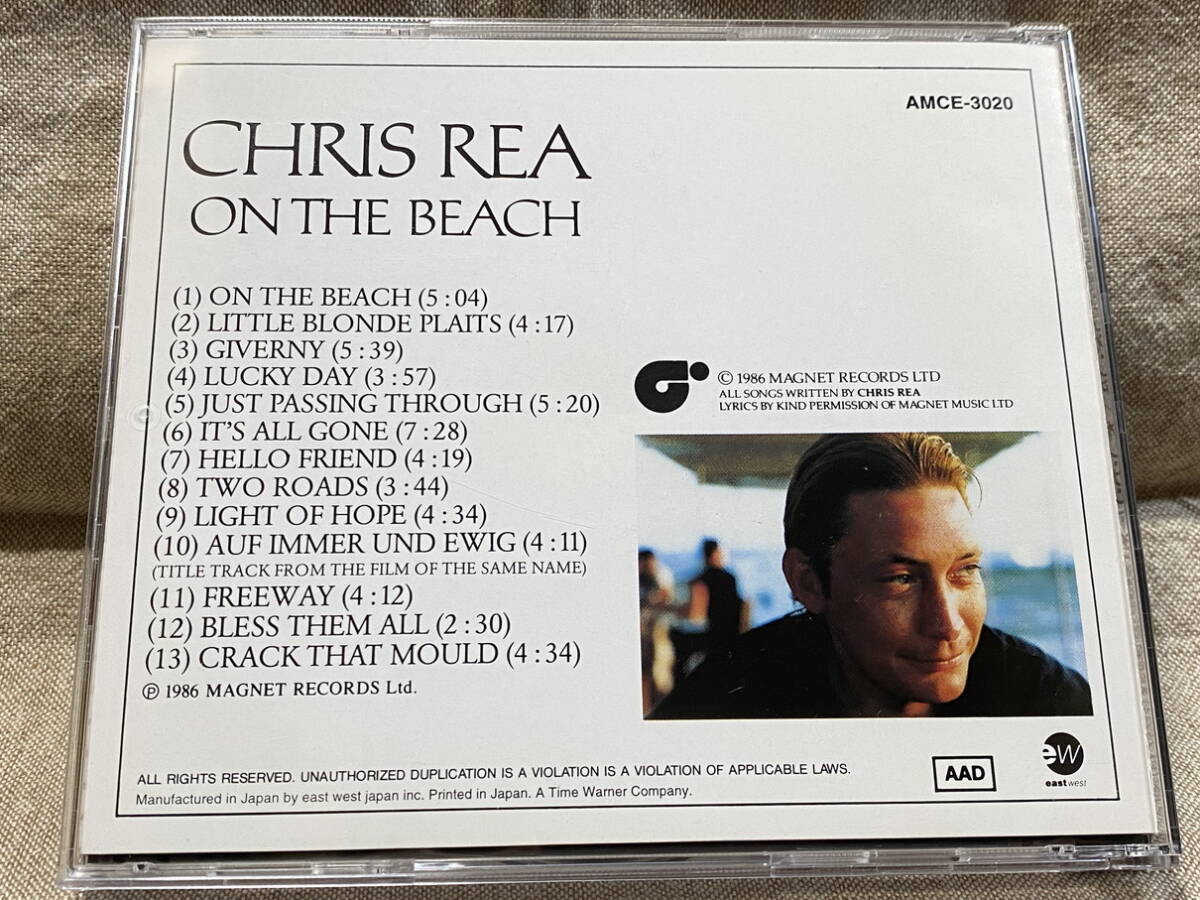 AMCE-3020
CHRIS REA
ON THE BEACH
(1) ON THE BEACH (5:04)
(2) LITTLE BLONDE PLAITS (4:17)
(3) GIVERNY (5:39)
(4) LUCKY DAY (3:57)
(5) JUST PASSING THROUGH (5:20)
(6) IT'S ALL GONE (7:28)
(7) HELLO FRIEND (4:19)
(8) TWO ROADS (3:44)
(9) LIGHT OF HOPE (4:34)
(10) AUF IMMER UND EWIG (4:11)
(TITLE TRACK FROM THE FILM OF THE SAME NAME)
(11) FREEWAY (4:12)
(12) BLESS THEM ALL (2:30)
(13) CRACK THAT MOULD (4:34)
℗ 1986 MAGNET RECORDS Ltd.
© 1986 MAGNET RECORDS LTD
ALL SONGS WRITTEN BY CHRIS REA
LYRICS BY KIND PERMISSION OF MAGNET MUSIC LTD
ALL RIGHTS RESERVED. UNAUTHORIZED DUPLICATION IS A VIOLATION IS A VIOLATION OF APPLICABLE LAWS.
Manufactured in Japan by east west japan inc. Printed in Japan. A Time Warner Company.
AAD
ew
eastwest